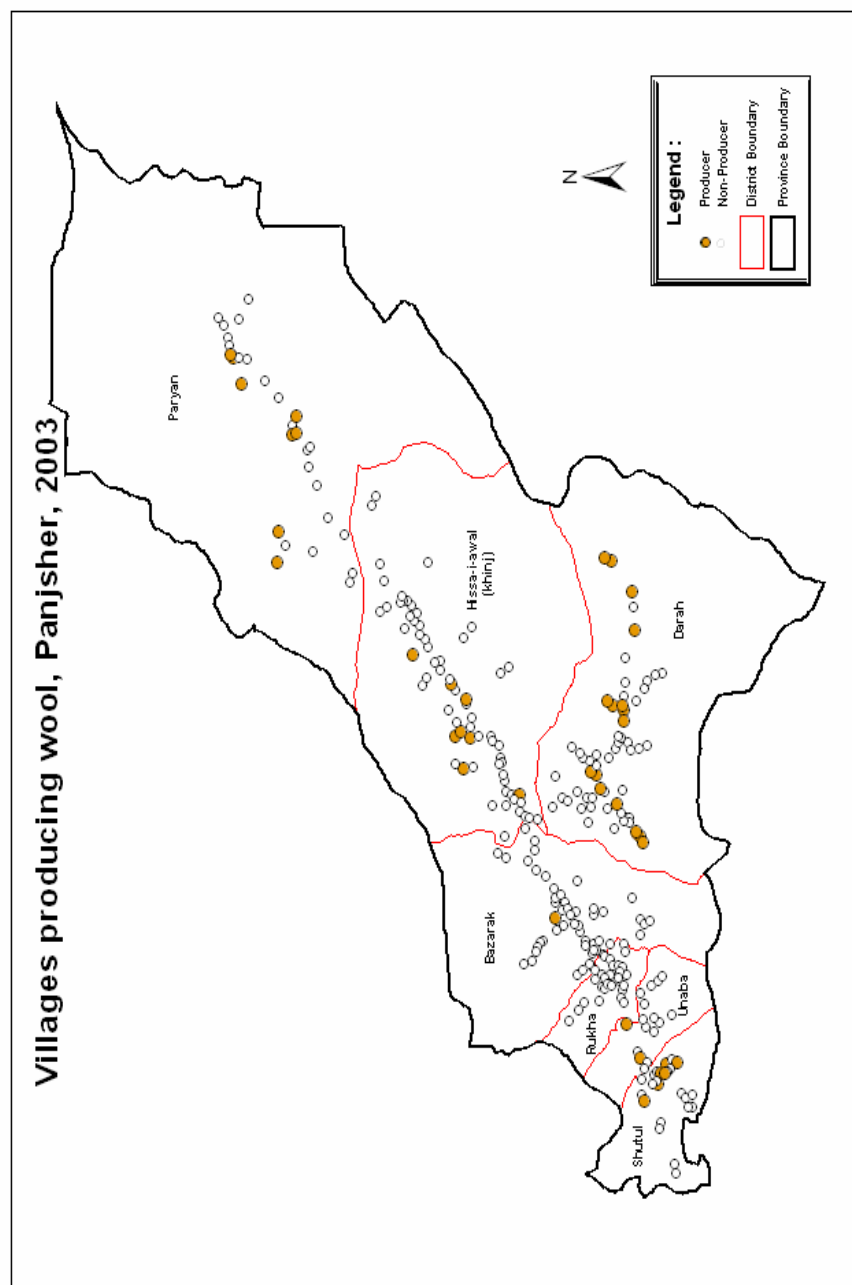 Villages producing wool, Panjsher, 2003
Paryan
Hissa-i-awal
(khinj)
Darah
Bazarak
Rukha
Unaba
Shutul
N
Legend :
Producer
Non-Producer
District Boundary
Province Boundary